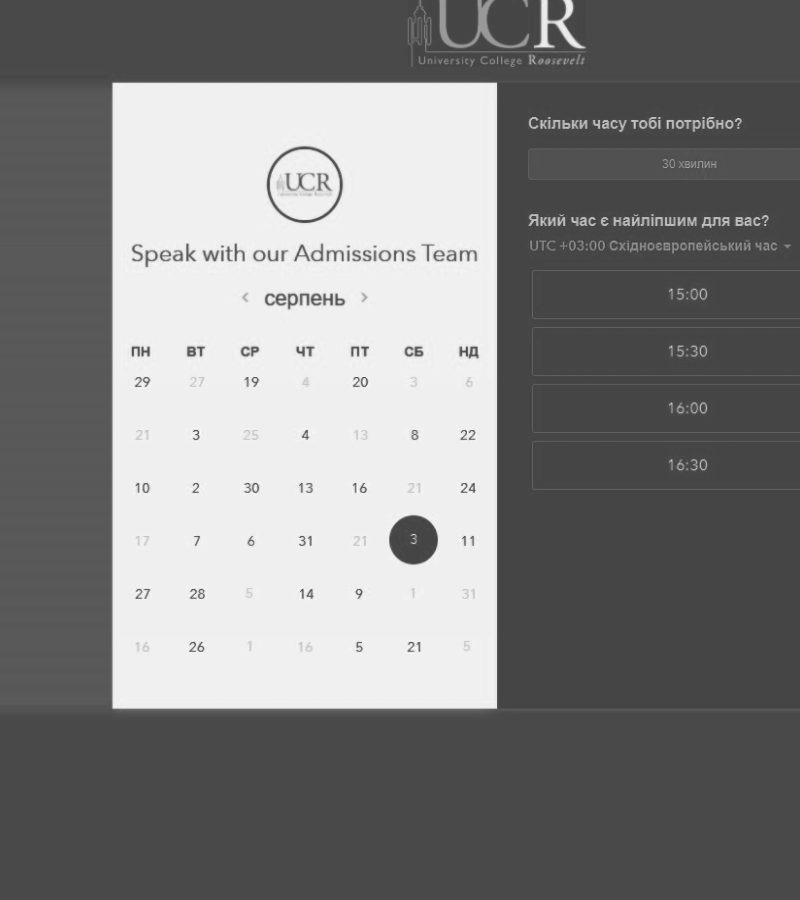 UCR
University College Roosevelt
UCR
Speak with our Admissions Team
< серпень >
ПН ВТ СР ЧТ ПТ СБ НД
29 27 19 4 20 3 6
21 3 25 4 13 8 22
10 2 30 13 16 21 24
17 7 6 31 21 3 11
27 28 5 14 9 1 31
16 26 1 16 5 21 5
Скільки часу тобі потрібно?
30 хвилин
Який час є найліпшим для вас?
UTC +03:00 Східноєвропейський час
15:00
15:30
16:00
16:30